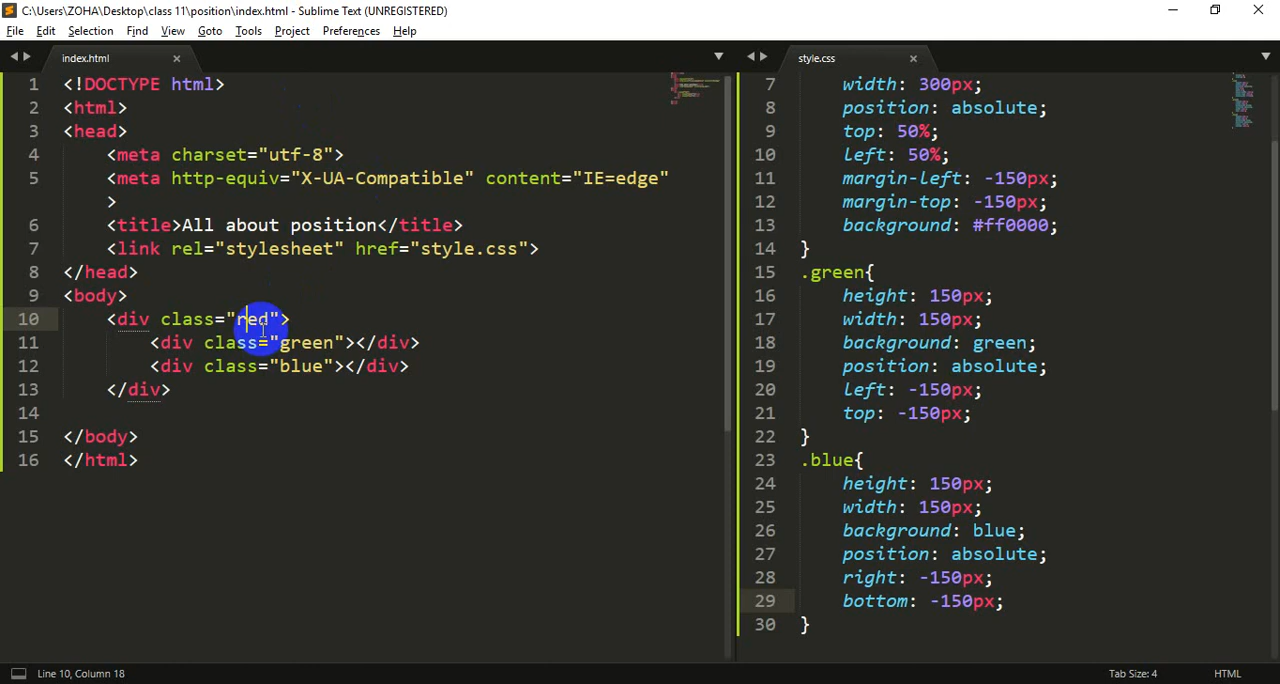 C:\Users\ZOHA\Desktop\class 11\position\index.html - Sublime Text (UNREGISTERED)
File Edit Selection Find View Goto Tools Project Preferences Help
index.html
1 <!DOCTYPE html>
2 <html>
3 <head>
4 <meta charset="utf-8">
5 <meta http-equiv="X-UA-Compatible" content="IE=edge"
>
6 <title>All about position</title>
7 <link rel="stylesheet" href="style.css">
8 </head>
9 <body>
10 <div class="red">
11 <div class="green"></div>
12 <div class="blue"></div>
13 </div>
14
15 </body>
16 </html>
style.css
7 width: 300px;
8 position: absolute;
9 top: 50%;
10 left: 50%;
11 margin-left: -150px;
12 margin-top: -150px;
13 background: #ff0000;
14 }
15 .green{
16 height: 150px;
17 width: 150px;
18 background: green;
19 position: absolute;
20 left: -150px;
21 top: -150px;
22 }
23 .blue{
24 height: 150px;
25 width: 150px;
26 background: blue;
27 position: absolute;
28 right: -150px;
29 bottom: -150px;
30 }
Line 10, Column 18
Tab Size: 4
HTML